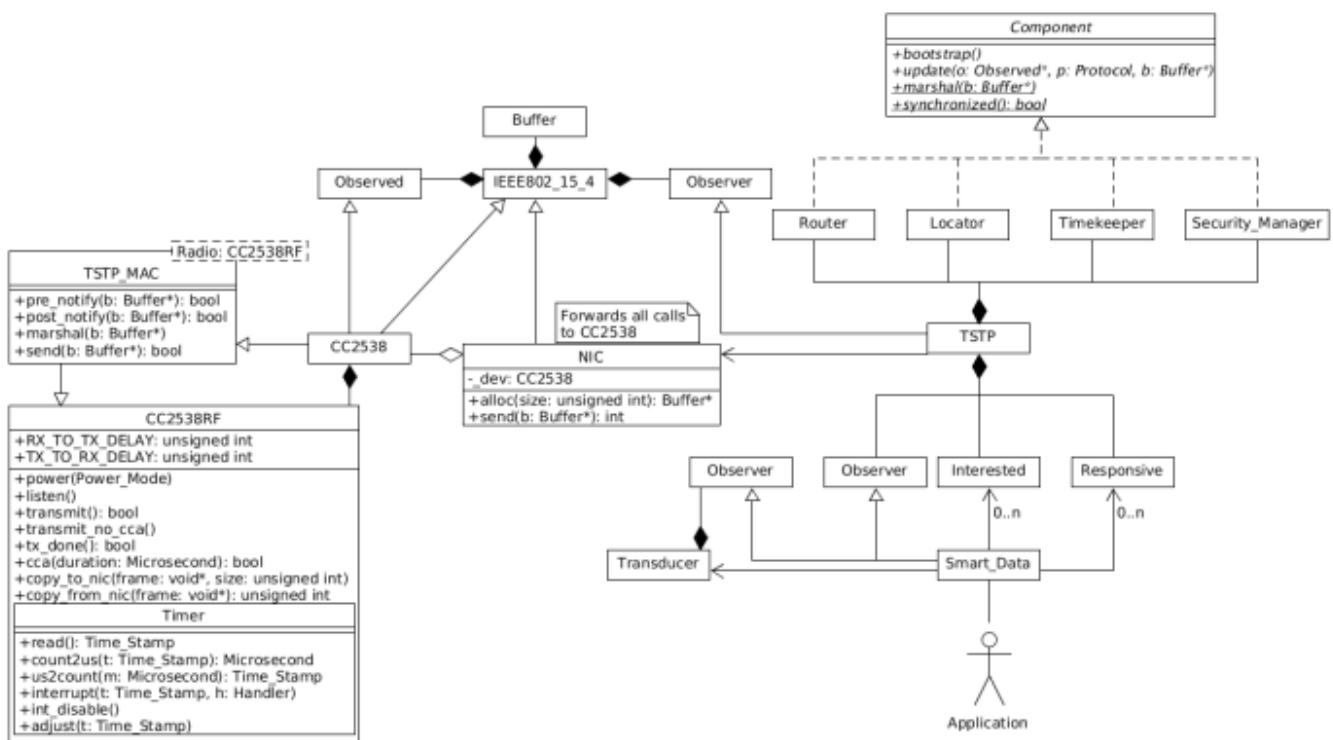 Component
+bootstrap()
+update(o: Observed*, p: Protocol, b: Buffer*)
+marshal(b: Buffer*)
+synchronized(): bool
Buffer
Observed
IEEE802_15_4
Observer
Router
Locator
Timekeeper
Security_Manager
Radio: CC2538RF
TSTP_MAC
+pre_notify(b: Buffer*): bool
+post_notify(b: Buffer*): bool
+marshal(b: Buffer*)
+send(b: Buffer*): bool
CC2538
Forwards all calls
to CC2538
NIC
-_dev: CC2538
+alloc(size: unsigned int): Buffer*
+send(b: Buffer*): int
TSTP
CC2538RF
+RX_TO_TX_DELAY: unsigned int
+TX_TO_RX_DELAY: unsigned int
+power(Power_Mode)
+listen()
+transmit(): bool
+transmit_no_cca()
+tx_done(): bool
+cca(duration: Microsecond): bool
+copy_to_nic(frame: void*, size: unsigned int)
+copy_from_nic(frame: void*): unsigned int
Timer
+read(): Time_Stamp
+count2us(t: Time_Stamp): Microsecond
+us2count(m: Microsecond): Time_Stamp
+interrupt(t: Time_Stamp, h: Handler)
+int_disable()
+adjust(t: Time_Stamp)
Observer
Observer
Interested
Responsive
0..n
0..n
Transducer
Smart_Data
Application